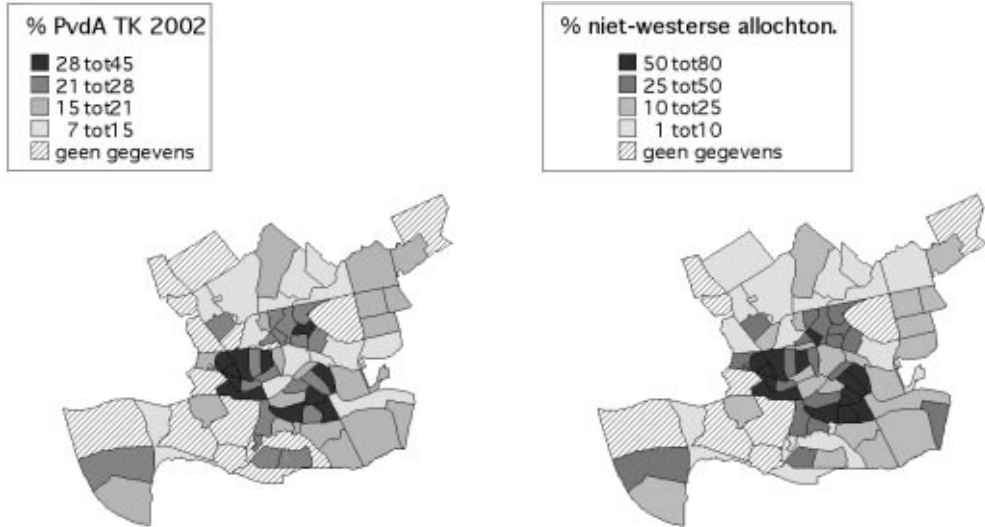 % PvdA TK 2002
28 tot45
21 tot28
15 tot21
7 tot15
geen gegevens
% niet-westerse allochton.
50 tot80
25 tot50
10 tot25
1 tot10
geen gegevens